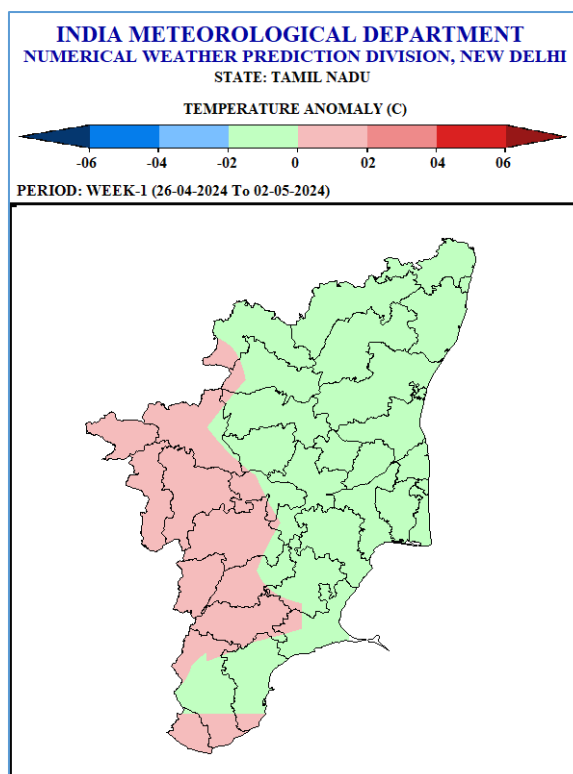 INDIA METEOROLOGICAL DEPARTMENT
NUMERICAL WEATHER PREDICTION DIVISION, NEW DELHI
STATE: TAMIL NADU
TEMPERATURE ANOMALY (C)
-06 -04 -02 0 02 04 06
PERIOD: WEEK-1 (26-04-2024 To 02-05-2024)